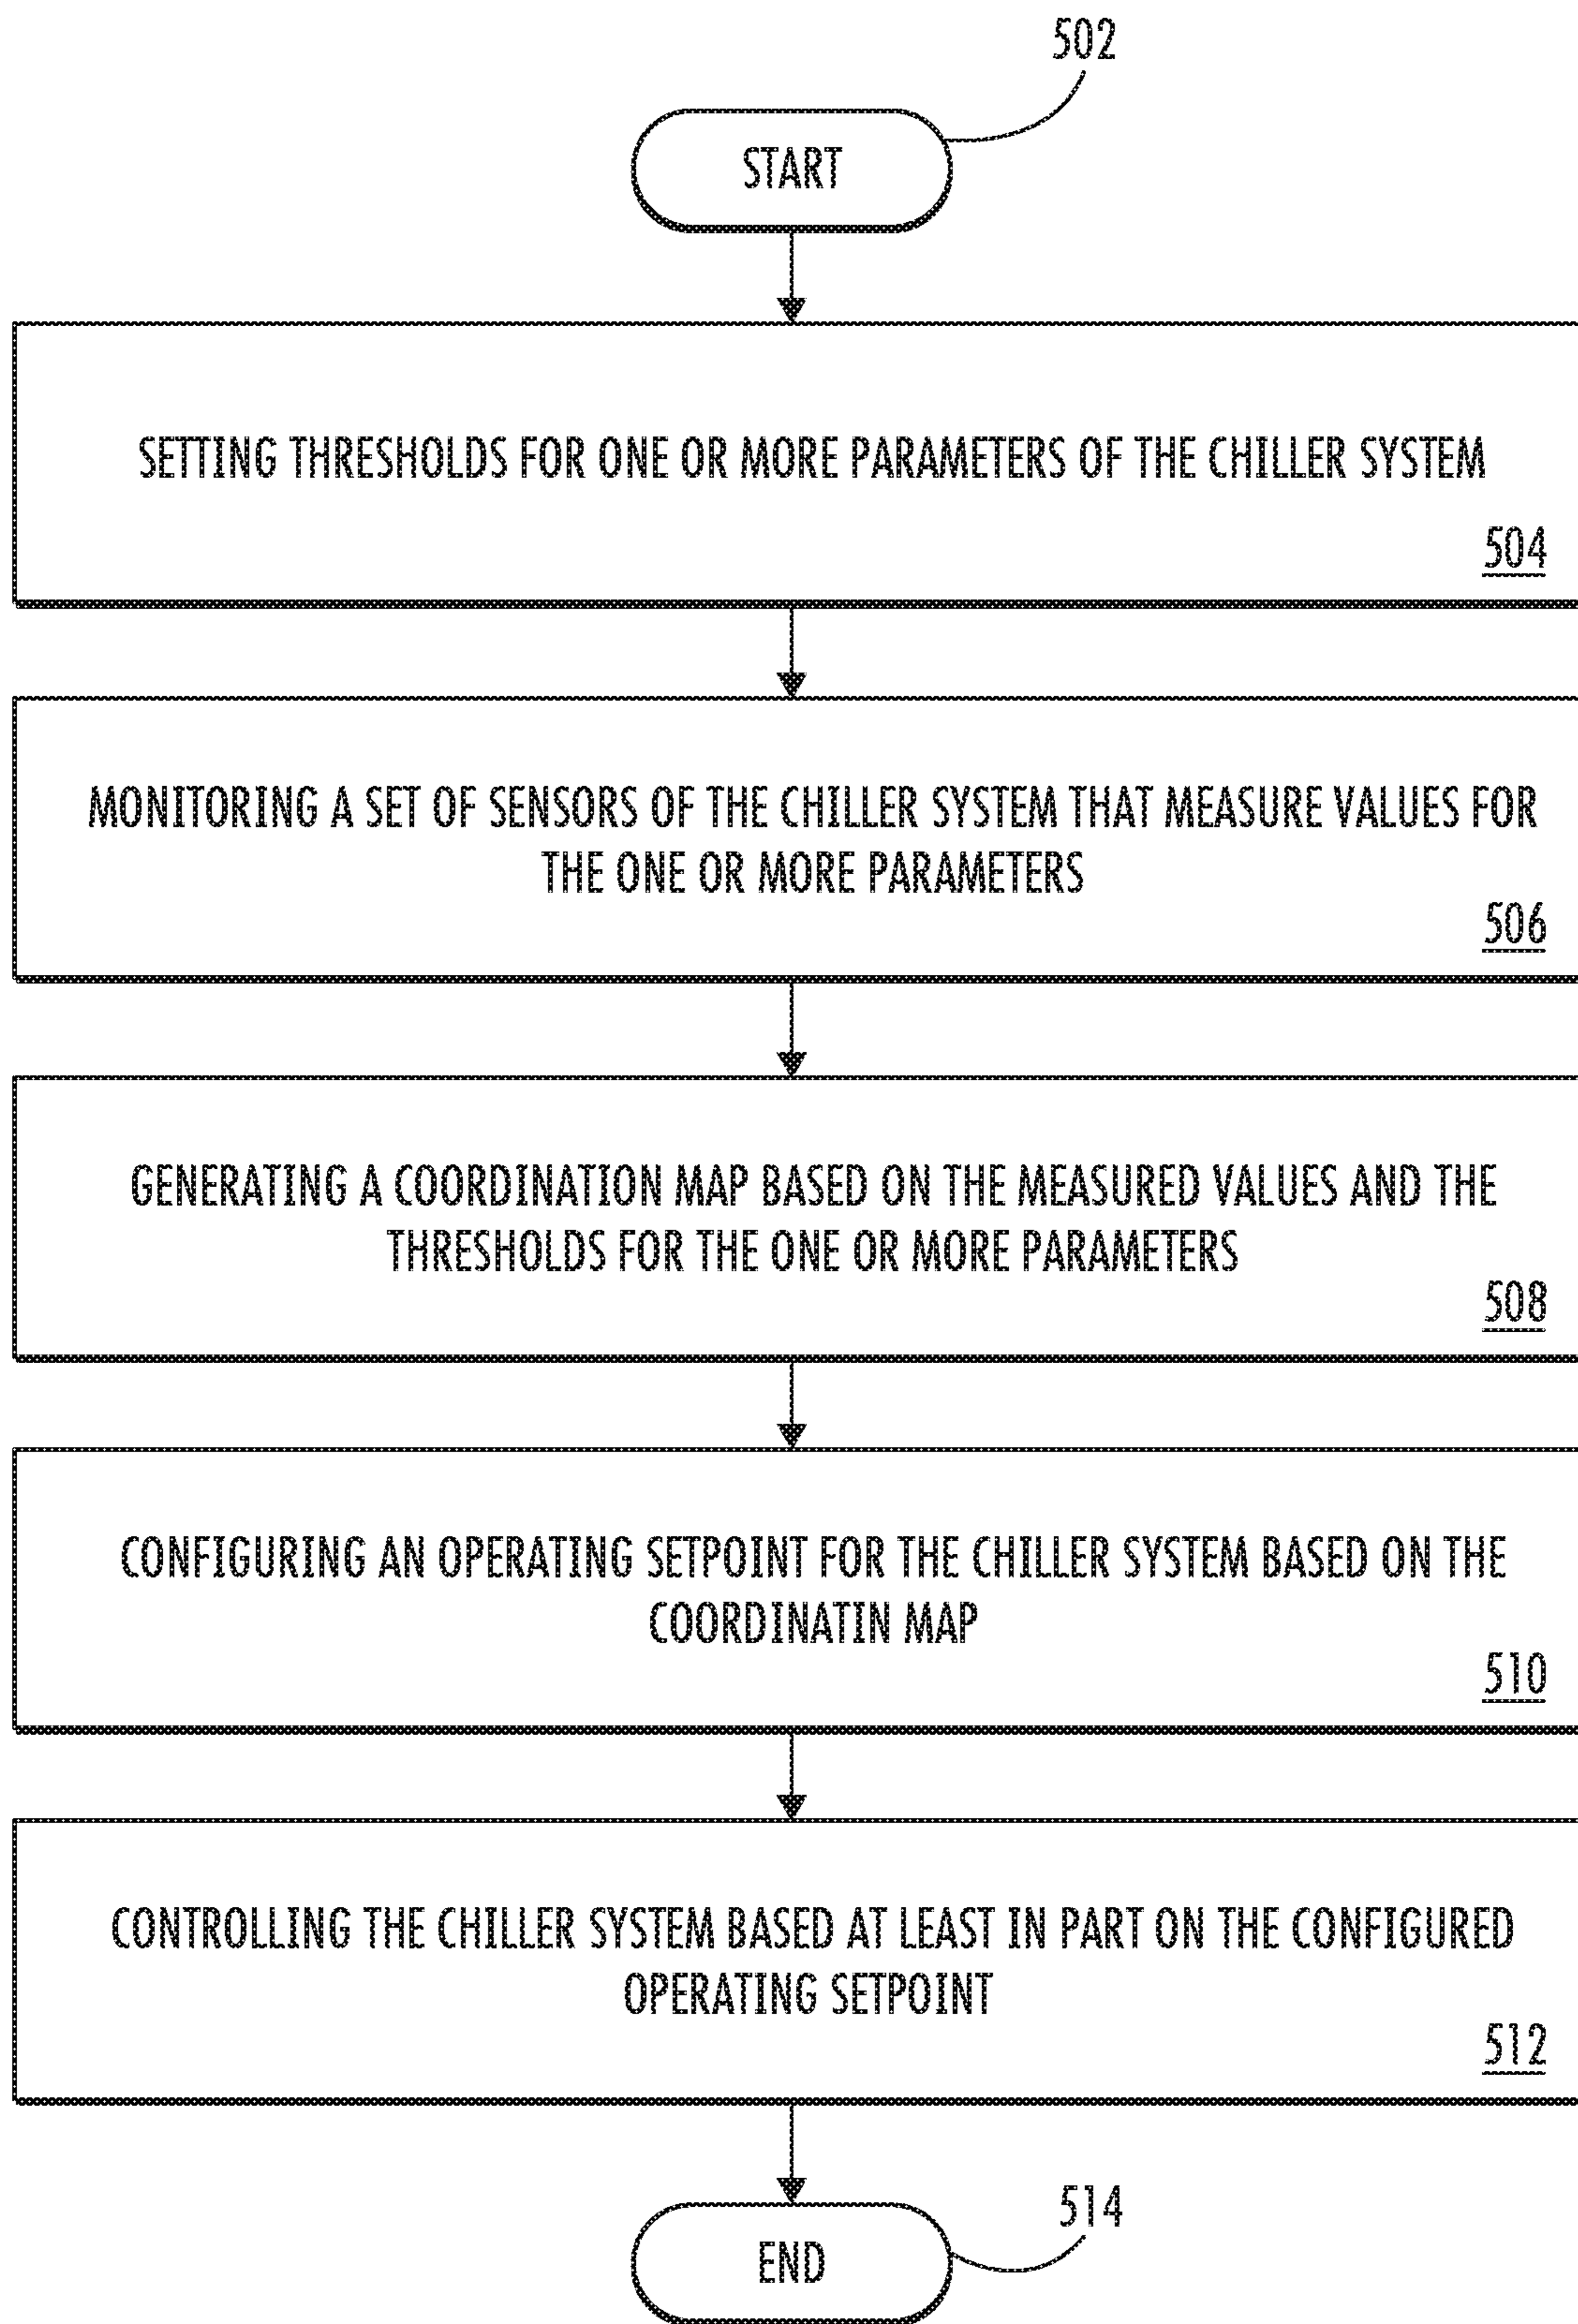 502
START
SETTING THRESHOLDS FOR ONE OR MORE PARAMETERS OF THE CHILLER SYSTEM
504
MONITORING A SET OF SENSORS OF THE CHILLER SYSTEM THAT MEASURE VALUES FOR
THE ONE OR MORE PARAMETERS
506
GENERATING A COORDINATION MAP BASED ON THE MEASURED VALUES AND THE
THRESHOLDS FOR THE ONE OR MORE PARAMETERS
508
CONFIGURING AN OPERATING SETPOINT FOR THE CHILLER SYSTEM BASED ON THE
COORDINATIN MAP
510
CONTROLLING THE CHILLER SYSTEM BASED AT LEAST IN PART ON THE CONFIGURED
OPERATING SETPOINT
512
514
END